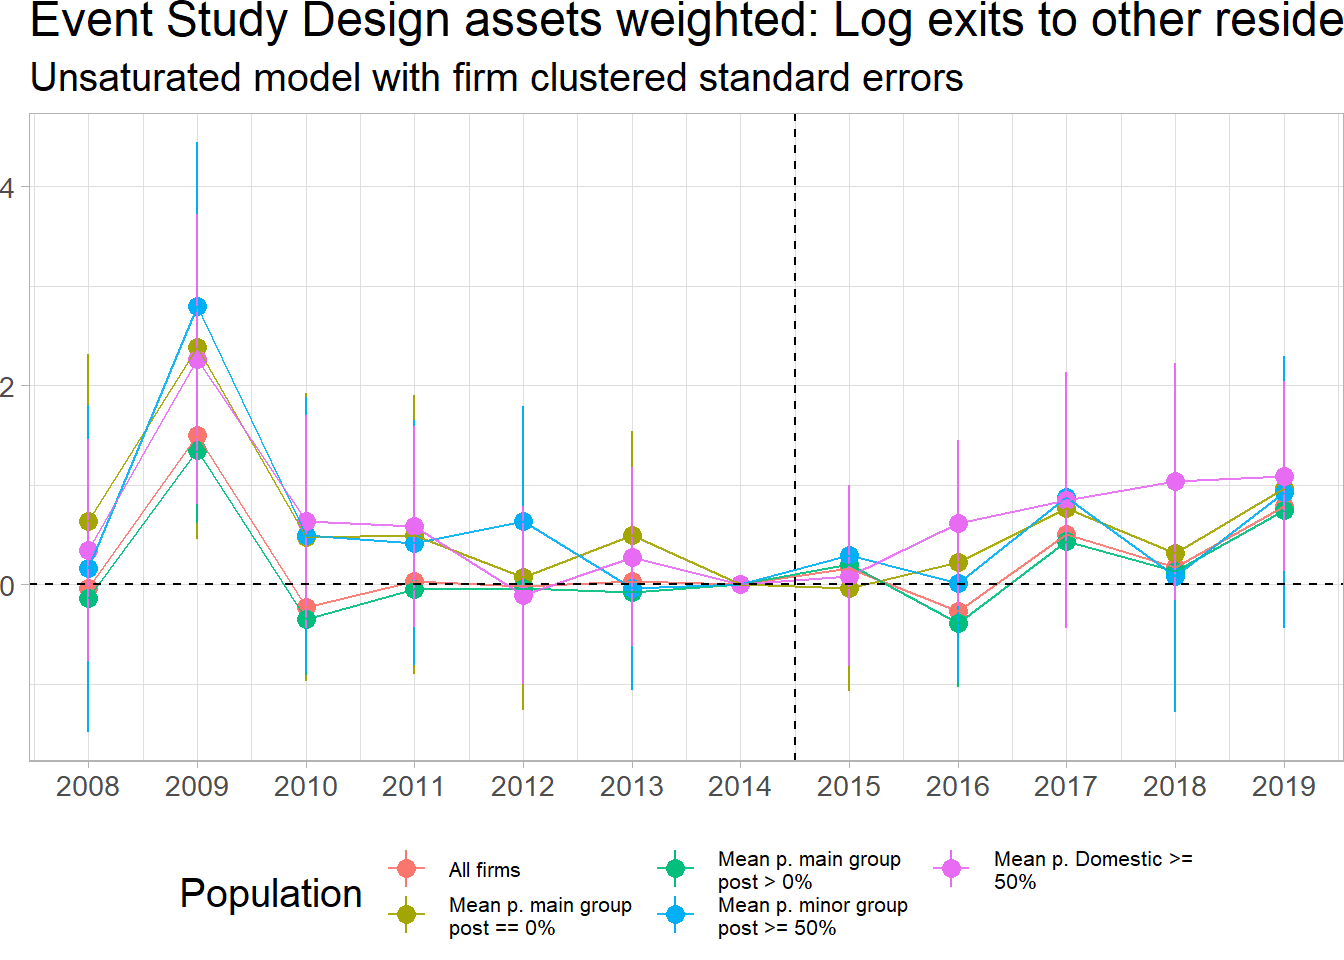 Event Study Design assets weighted: Log exits to other reside
Unsaturated model with firm clustered standard errors
4
2
0
2008 2009 2010 2011 2012 2013 2014 2015 2016 2017 2018 2019
Population
All firms
Mean p. main group
post == 0%
Mean p. main group
post > 0%
Mean p. minor group
post >= 50%
Mean p. Domestic >=
50%